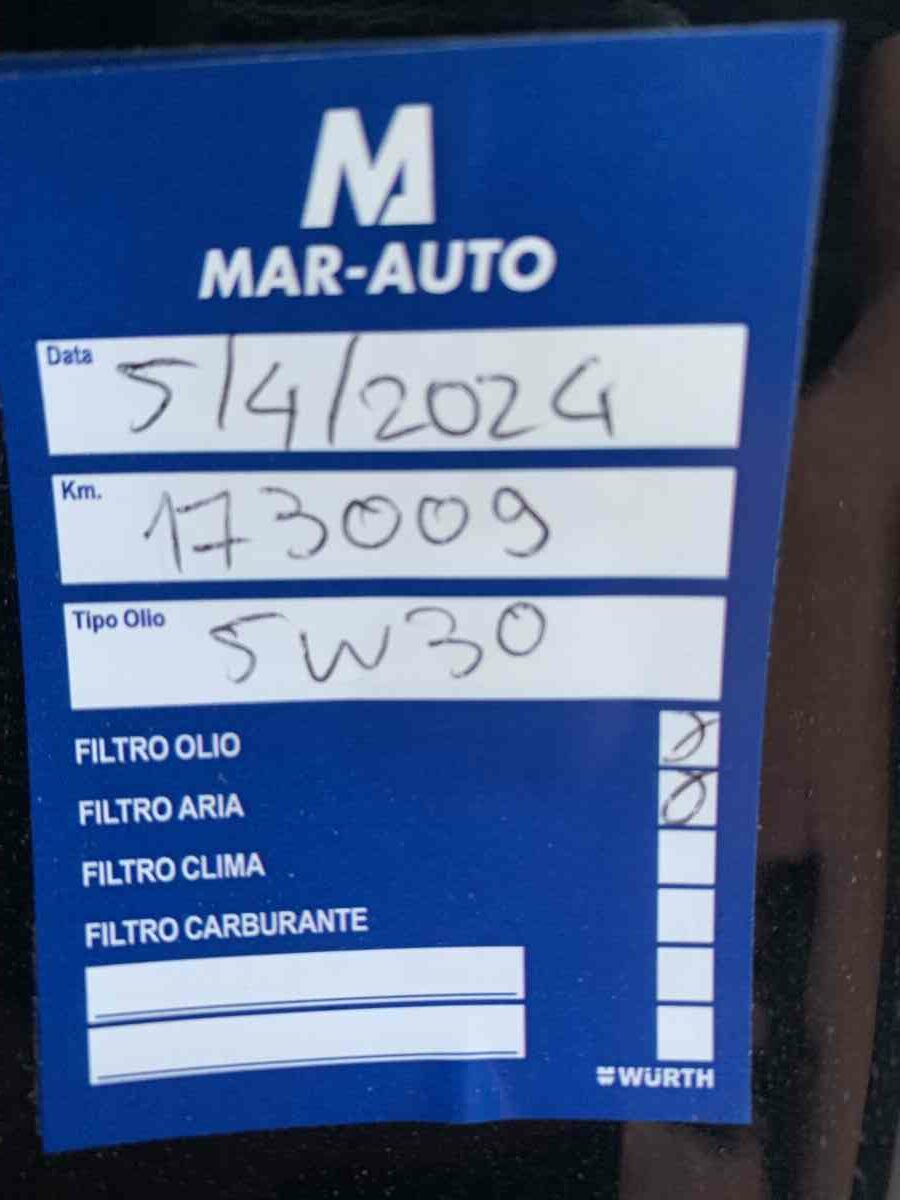 M
MAR-AUTO
Data 5/4/2024
Km. 173009
Tipo Olio 5W30
FILTRO OLIO
FILTRO ARIA
FILTRO CLIMA
FILTRO CARBURANTE
WÜRTH